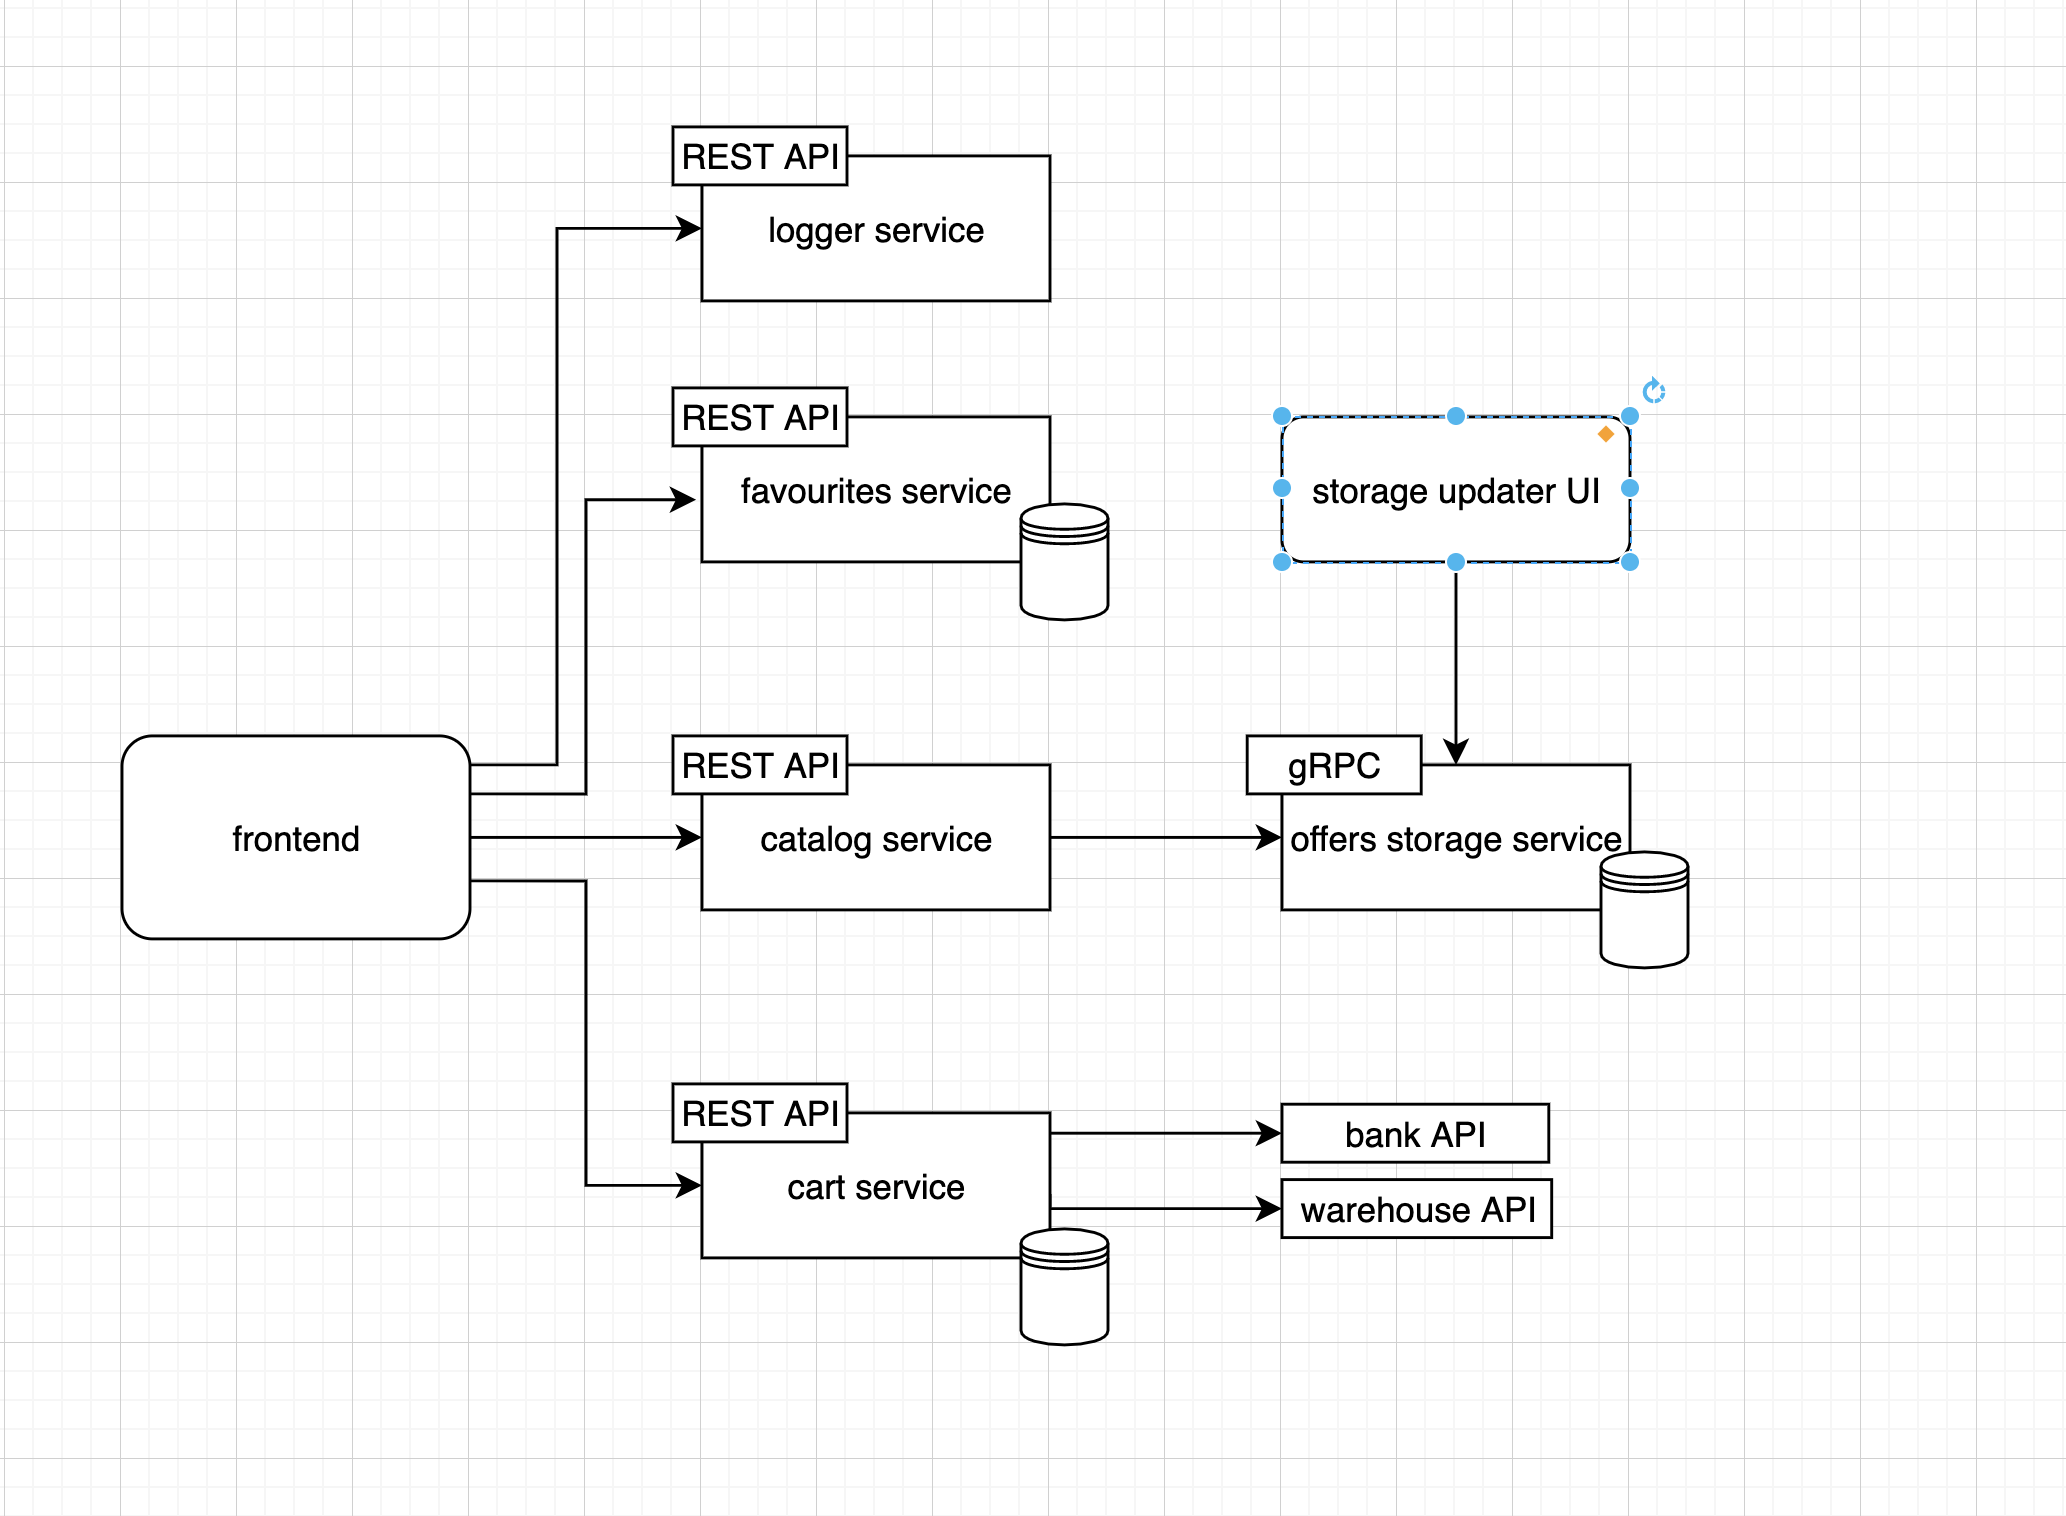 REST API
logger service
REST API
favourites service
storage updater UI
frontend
REST API
catalog service
gRPC
offers storage service
REST API
cart service
bank API
warehouse API